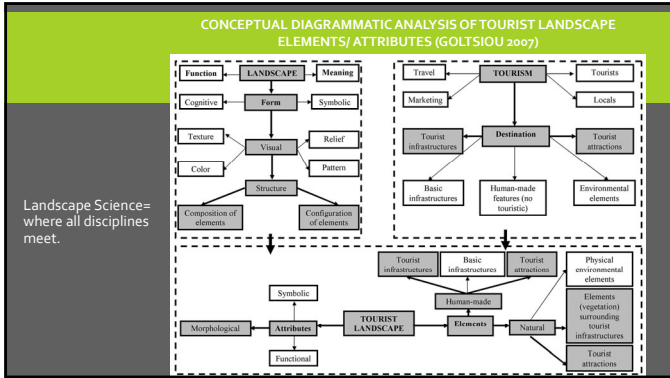 CONCEPTUAL DIAGRAMMATIC ANALYSIS OF TOURIST LANDSCAPE
ELEMENTS/ ATTRIBUTES (GOLTSIOU 2007)
Landscape Science=
where all disciplines
meet.
Function
LANDSCAPE
Meaning
Cognitive
Form
Symbolic
Texture
Visual
Relief
Color
Pattern
Structure
Composition of
elements
Configuration
of elements
Travel
TOURISM
Tourists
Marketing
Locals
Tourist
infrastructures
Destination
Tourist
attractions
Basic
infrastructures
Human-made
features (no
touristic)
Environmental
elements
Tourist
infrastructures
Basic
infrastructures
Tourist
attractions
Physical
environmental
elements
Symbolic
Human-made
Elements
(vegetation)
surrounding
tourist
infrastructures
Morphological
Attributes
TOURIST
LANDSCAPE
Elements
Natural
Functional
Tourist
attractions